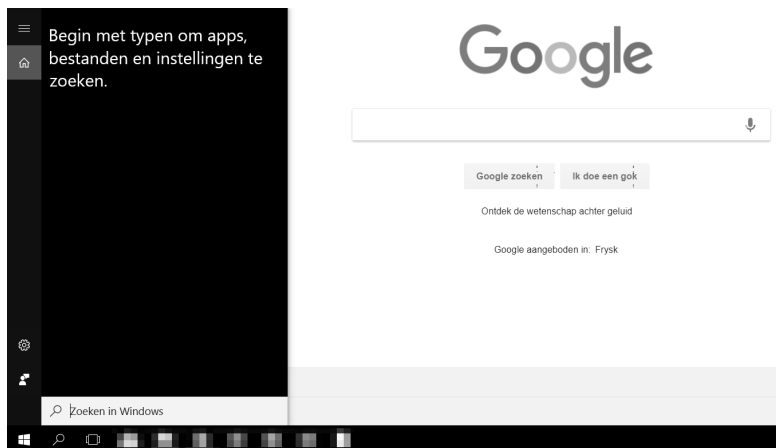 Begin met typen om apps,
bestanden en instellingen te
zoeken.
Zoeken in Windows
Google
Google zoeken
Ik doe een gok
Ontdek de wetenschap achter geluid
Google aangeboden in: Frysk